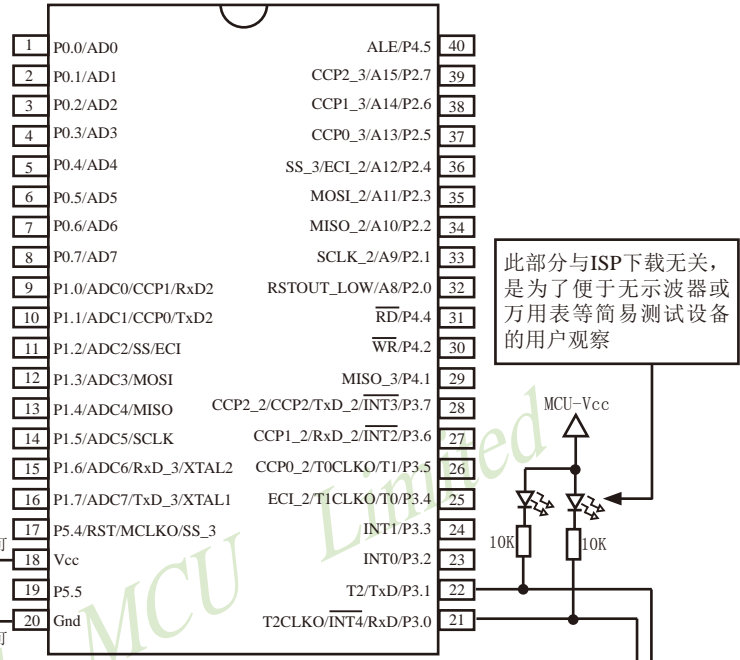 1 P0.0/AD0
2 P0.1/AD1
3 P0.2/AD2
4 P0.3/AD3
5 P0.4/AD4
6 P0.5/AD5
7 P0.6/AD6
8 P0.7/AD7
9 P1.0/ADC0/CCP1/RxD2
10 P1.1/ADC1/CCP0/TxD2
11 P1.2/ADC2/SS/ECI
12 P1.3/ADC3/MOSI
13 P1.4/ADC4/MISO
14 P1.5/ADC5/SCLK
15 P1.6/ADC6/RxD_3/XTAL2
16 P1.7/ADC7/TxD_3/XTAL1
17 P5.4/RST/MCLKO/SS_3
18 Vcc
19 P5.5
20 Gnd
ALE/P4.5 40
CCP2_3/A15/P2.7 39
CCP1_3/A14/P2.6 38
CCP0_3/A13/P2.5 37
SS_3/ECI_2/A12/P2.4 36
MOSI_2/A11/P2.3 35
MISO_2/A10/P2.2 34
SCLK_2/A9/P2.1 33
RSTOUT_LOW/A8/P2.0 32
RD/P4.4 31
WR/P4.2 30
MISO_3/P4.1 29
CCP2_2/CCP2/TxD_2/INT3/P3.7 28
CCP1_2/RxD_2/INT2/P3.6 27
CCP0_2/T0CLKO/T1/P3.5 26
ECI_2/T1CLKO/T0/P3.4 25
INT1/P3.3 24
INT0/P3.2 23
T2/TxD/P3.1 22
T2CLKO/INT4/RxD/P3.0 21
此部分与ISP下载无关，
是为了便于无示波器或
万用表等简易测试设备
的用户观察
MCU-Vcc
10K
10K
MCU Limited